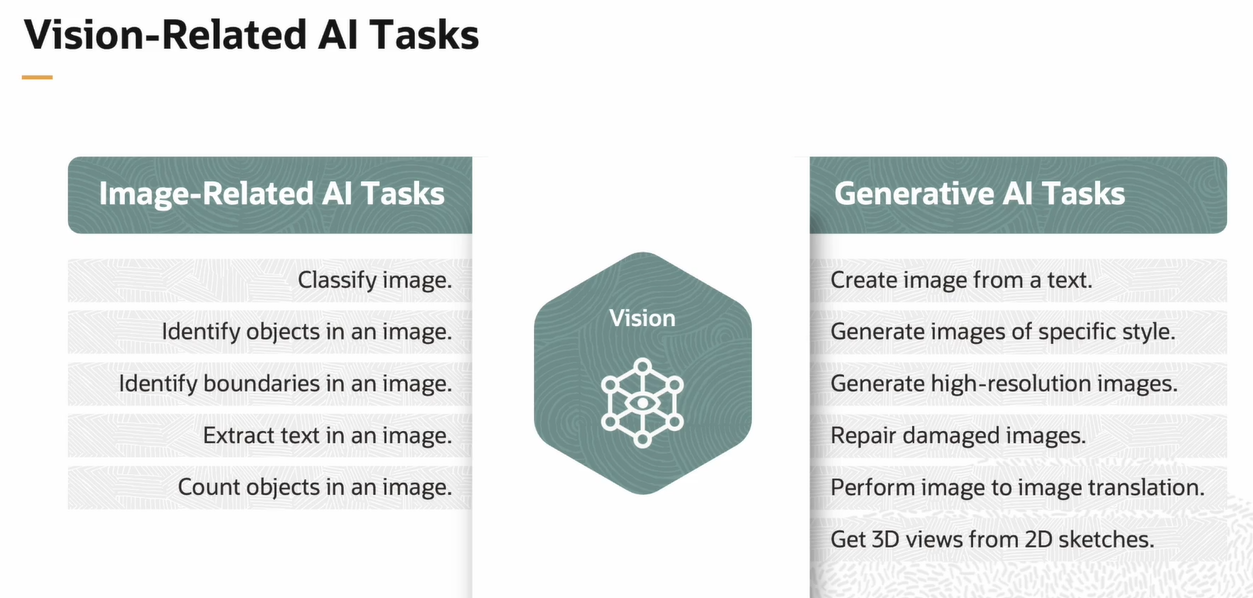 Vision-Related AI Tasks
Image-Related AI Tasks
Classify image.
Identify objects in an image.
Identify boundaries in an image.
Extract text in an image.
Count objects in an image.
Vision
Generative AI Tasks
Create image from a text.
Generate images of specific style.
Generate high-resolution images.
Repair damaged images.
Perform image to image translation.
Get 3D views from 2D sketches.